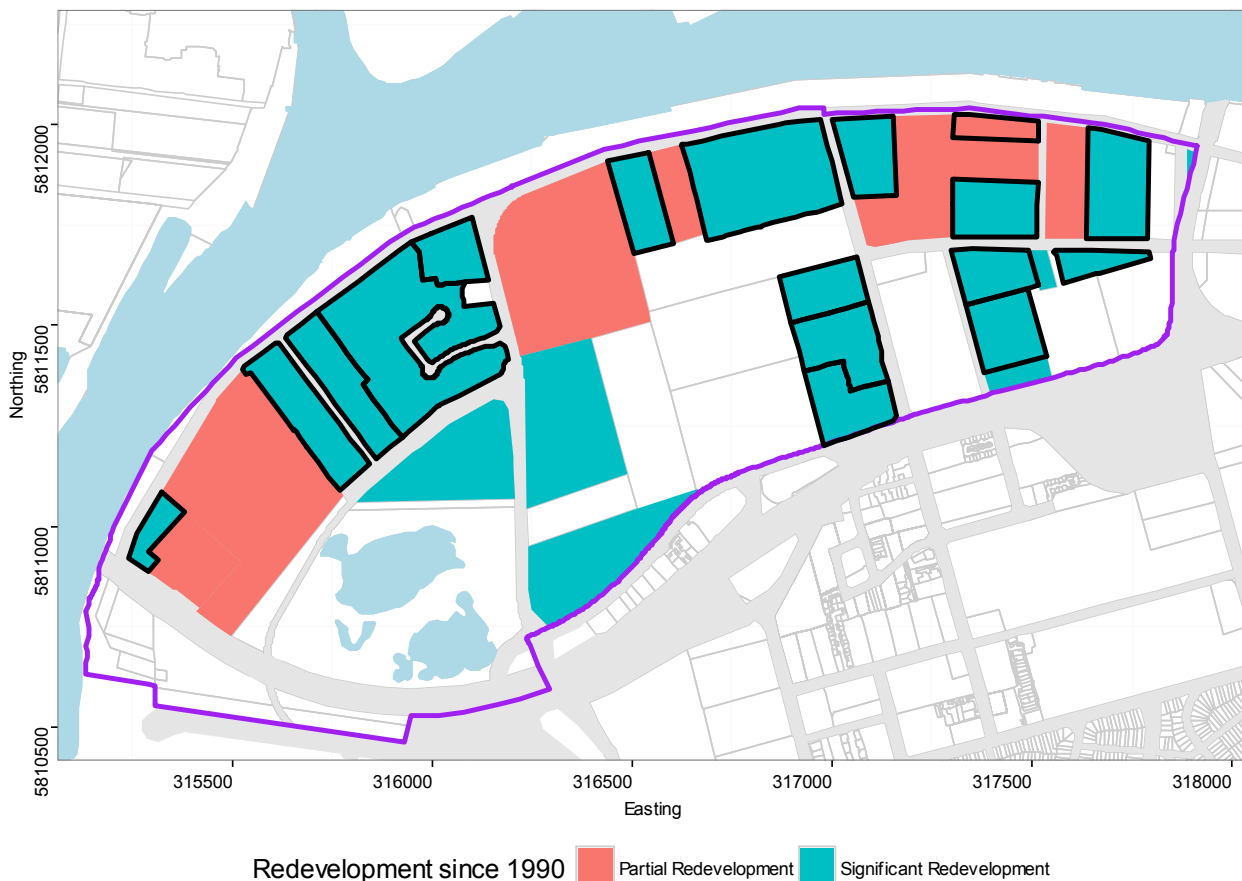 5812000
5811500
5811000
5810500
Northing
315500
316000
316500
317000
317500
318000
Easting
Redevelopment since 1990
Partial Redevelopment
Significant Redevelopment